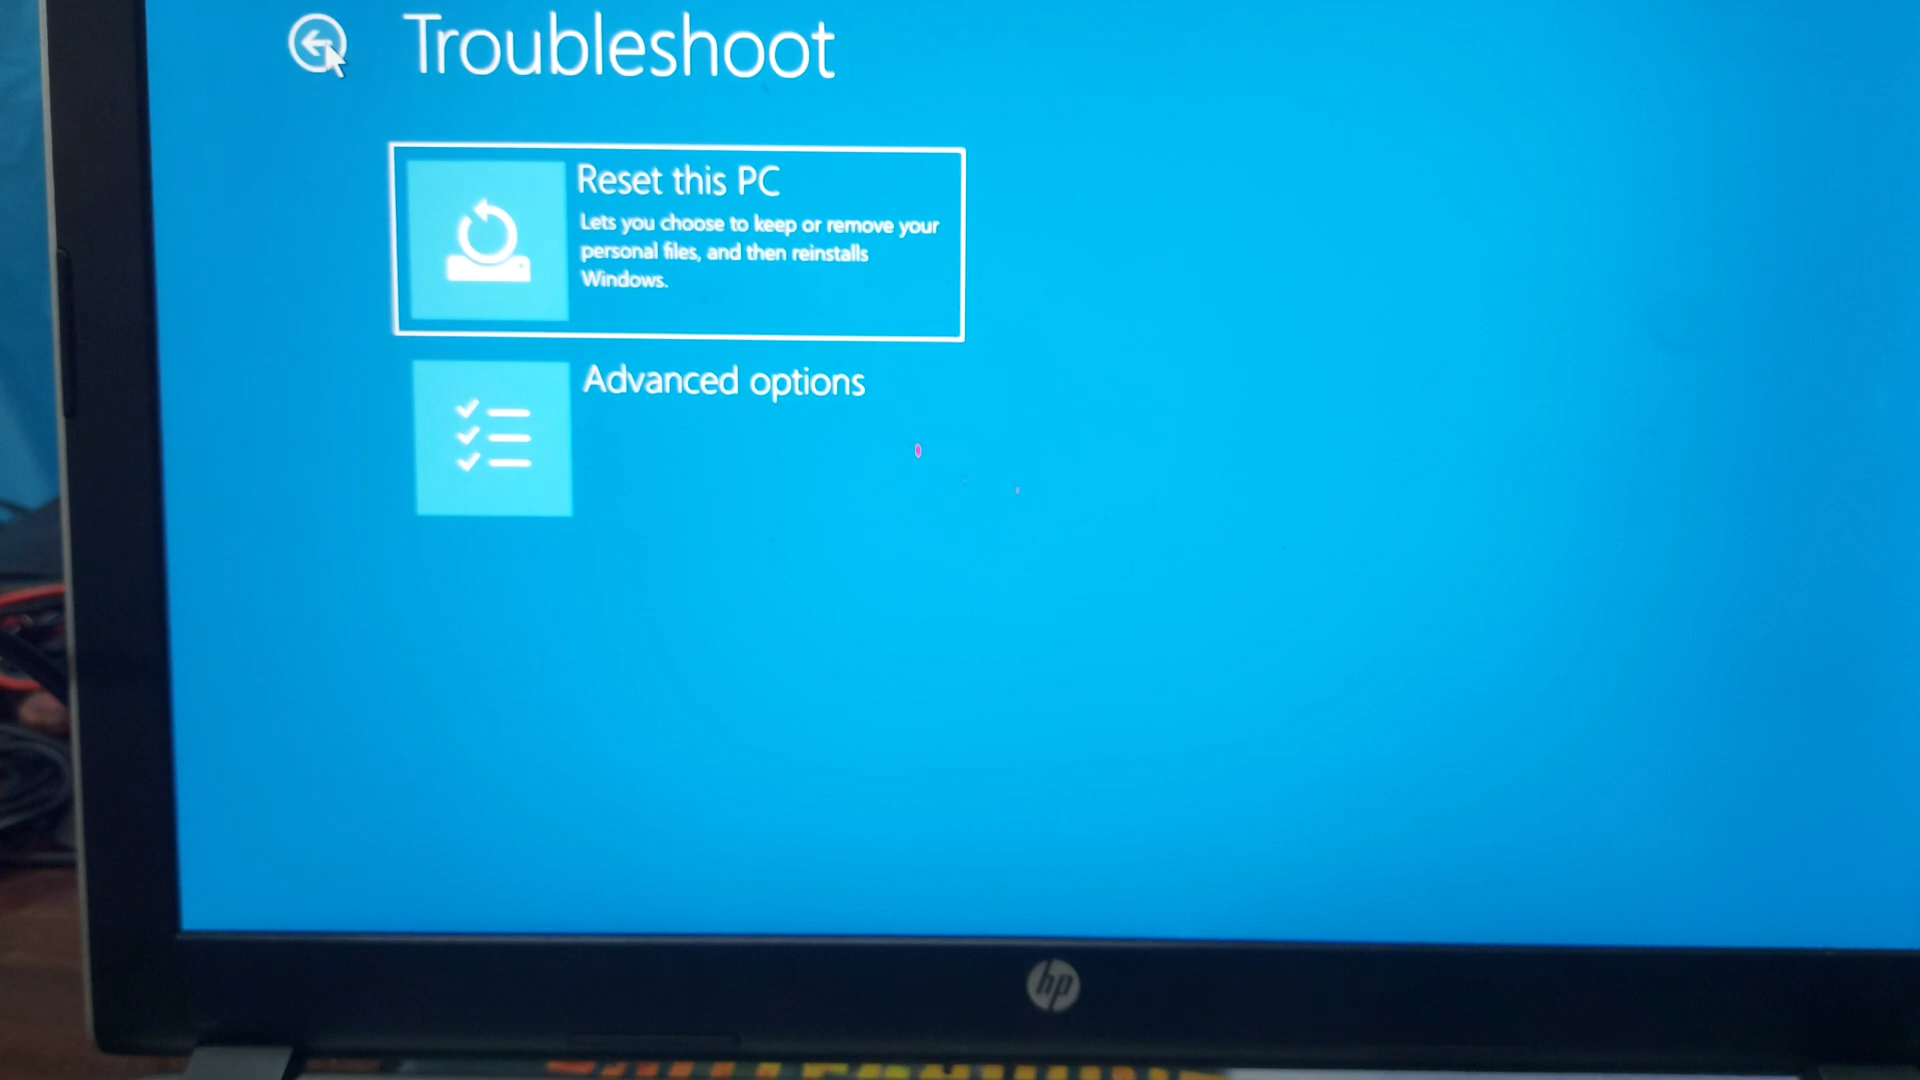 Troubleshoot
Reset this PC
Lets you choose to keep or remove your
personal files, and then reinstalls
Windows.
Advanced options
hp